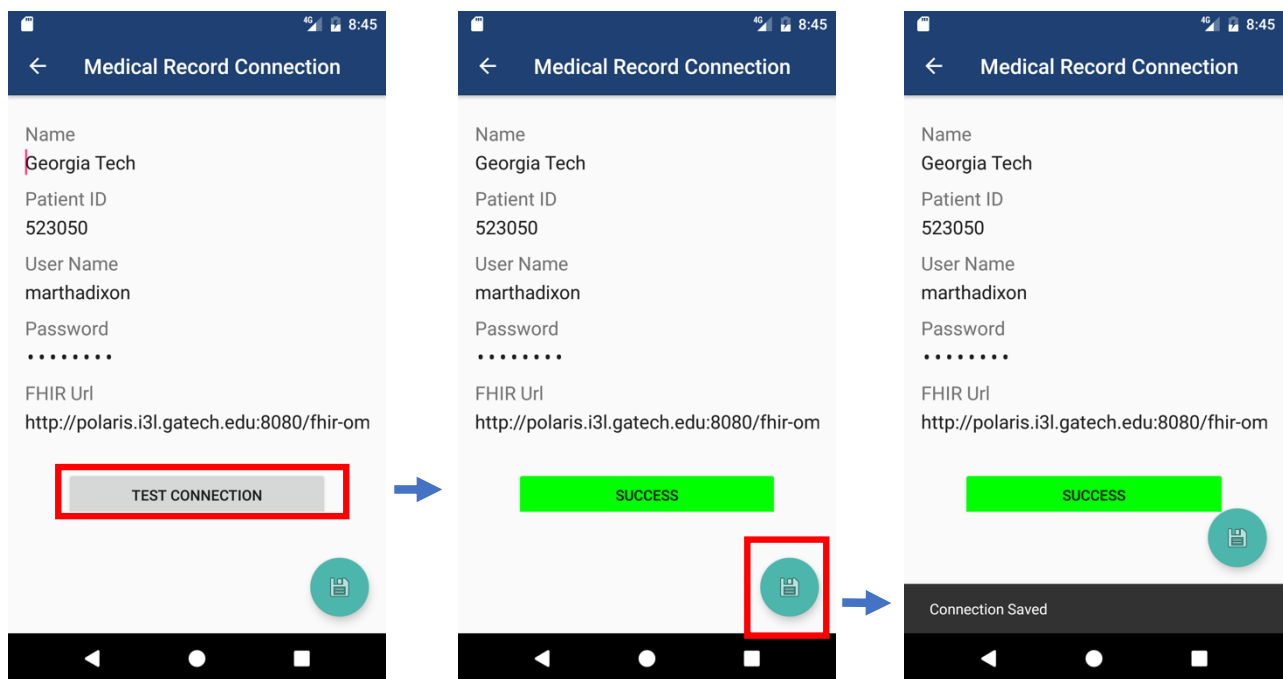 4G 8:45
Medical Record Connection
Name
Georgia Tech
Patient ID
523050
User Name
marthadixon
Password
••••••••
FHIR Url
http://polaris.i3l.gatech.edu:8080/fhir-om
TEST CONNECTION
4G 8:45
Medical Record Connection
Name
Georgia Tech
Patient ID
523050
User Name
marthadixon
Password
••••••••
FHIR Url
http://polaris.i3l.gatech.edu:8080/fhir-om
SUCCESS
4G 8:45
Medical Record Connection
Name
Georgia Tech
Patient ID
523050
User Name
marthadixon
Password
••••••••
FHIR Url
http://polaris.i3l.gatech.edu:8080/fhir-om
SUCCESS
Connection Saved